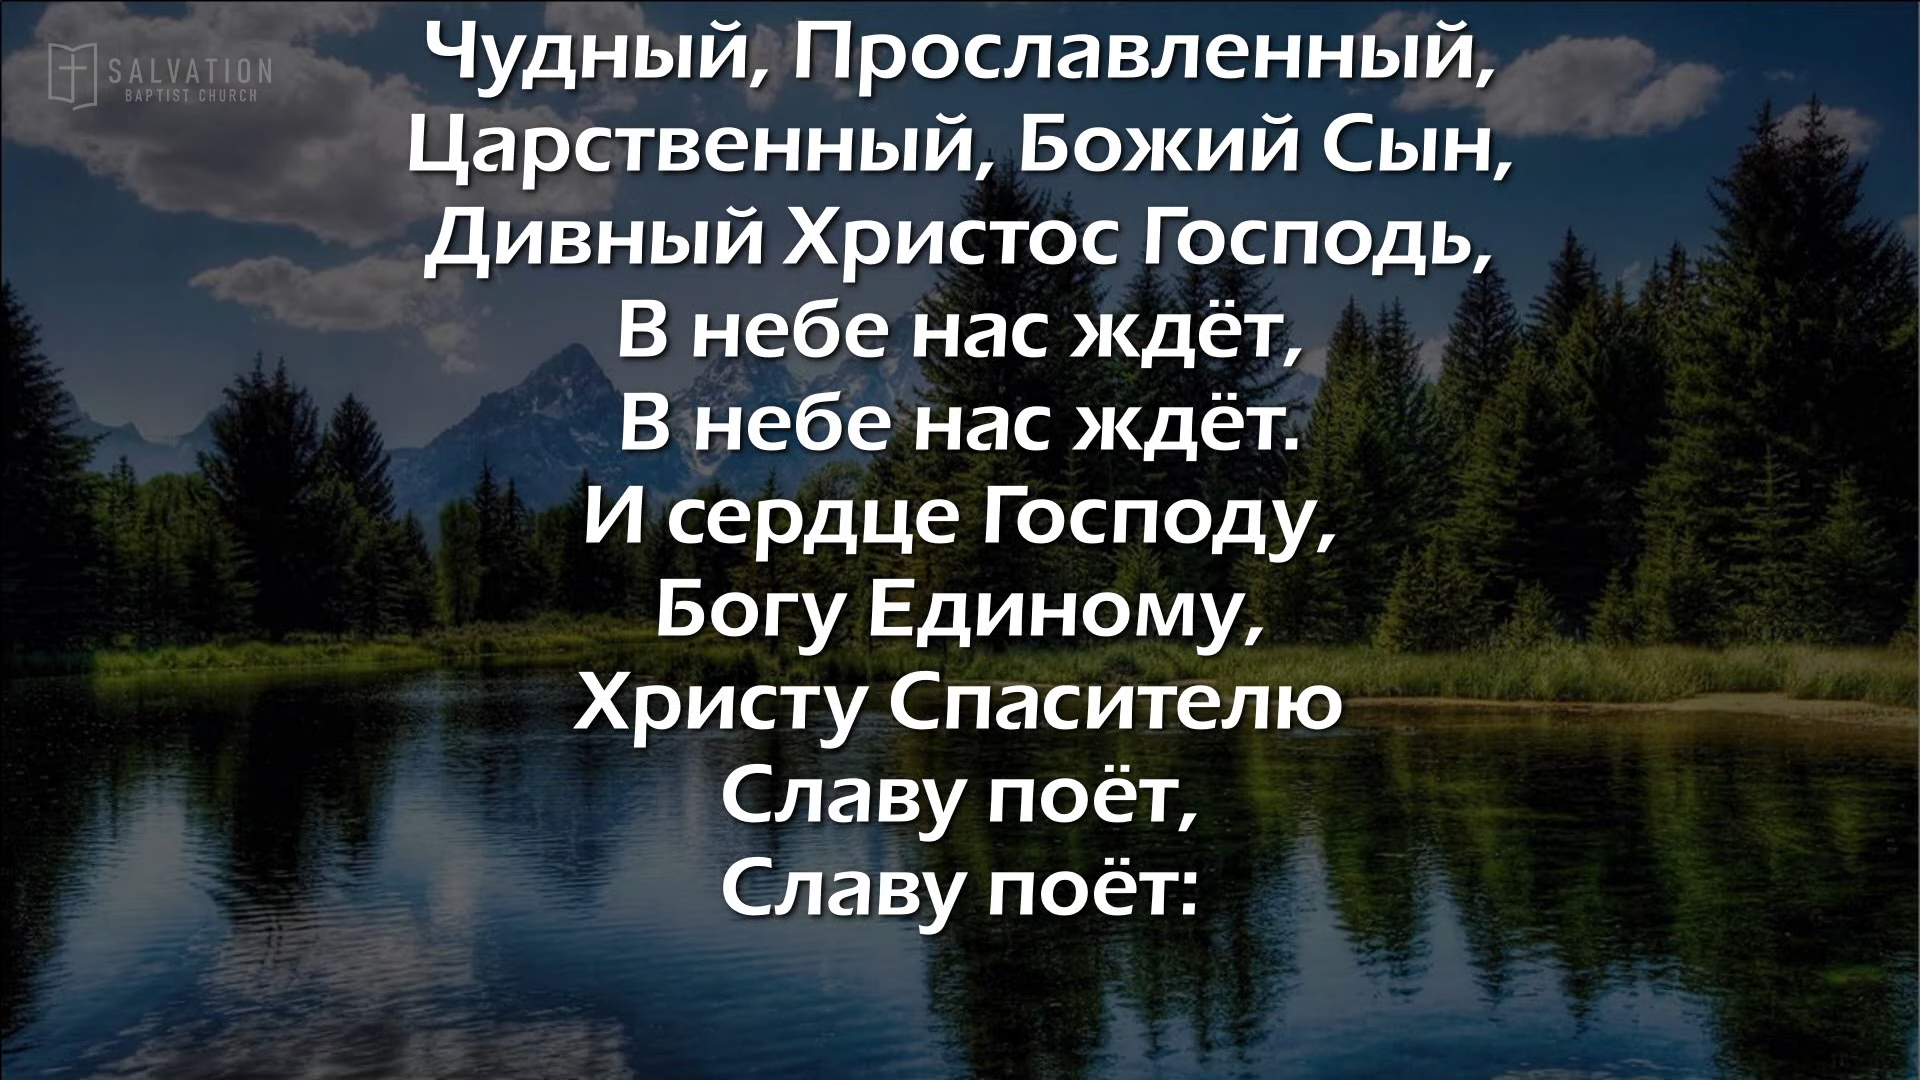 SALVATION
BAPTIST CHURCH
Чудный, Прославленный,
Царственный, Божий Сын,
Дивный Христос Господь,
В небе нас ждёт,
В небе нас ждёт.
И сердце Господу,
Богу Единому,
Христу Спасителю
Славу поёт,
Славу поёт: